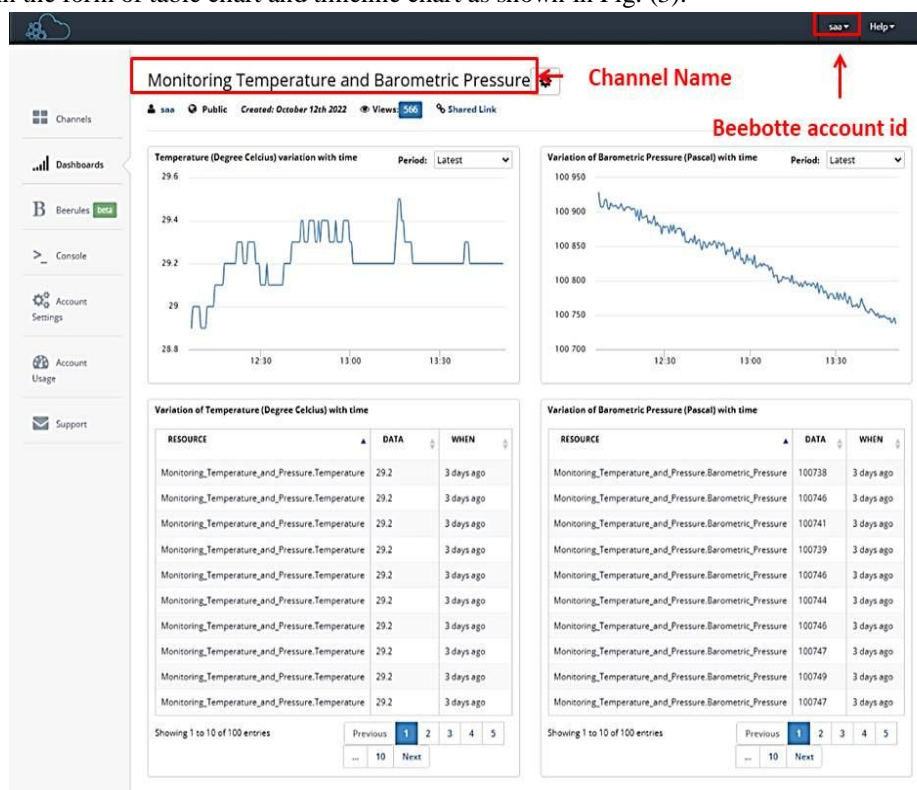 in the form of table chart and timeline chart as shown in Fig. (5).
saa Help
Monitoring Temperature and Barometric Pressure
Channel Name
saa Public Created: October 12th 2022 Views: 566 Shared Link
Beebotte account id
Channels
Dashboards
Beerules beta
>_ Console
Account
Settings
Account
Usage
Support
Temperature (Degree Celcius) variation with time Period: Latest
29.6
29.4
29.2
29
28.8
12:30 13:00 13:30
Variation of Barometric Pressure (Pascal) with time Period: Latest
100 950
100 900
100 850
100 800
100 750
100 700
12:30 13:00 13:30
Variation of Temperature (Degree Celcius) with time
RESOURCE DATA WHEN
Monitoring_Temperature_and_Pressure.Temperature 29.2 3 days ago
Monitoring_Temperature_and_Pressure.Temperature 29.2 3 days ago
Monitoring_Temperature_and_Pressure.Temperature 29.2 3 days ago
Monitoring_Temperature_and_Pressure.Temperature 29.2 3 days ago
Monitoring_Temperature_and_Pressure.Temperature 29.2 3 days ago
Monitoring_Temperature_and_Pressure.Temperature 29.2 3 days ago
Monitoring_Temperature_and_Pressure.Temperature 29.2 3 days ago
Monitoring_Temperature_and_Pressure.Temperature 29.2 3 days ago
Monitoring_Temperature_and_Pressure.Temperature 29.2 3 days ago
Monitoring_Temperature_and_Pressure.Temperature 29.2 3 days ago
Showing 1 to 10 of 100 entries Previous 1 2 3 4 5
... 10 Next
Variation of Barometric Pressure (Pascal) with time
RESOURCE DATA WHEN
Monitoring_Temperature_and_Pressure.Barometric_Pressure 100738 3 days ago
Monitoring_Temperature_and_Pressure.Barometric_Pressure 100746 3 days ago
Monitoring_Temperature_and_Pressure.Barometric_Pressure 100741 3 days ago
Monitoring_Temperature_and_Pressure.Barometric_Pressure 100739 3 days ago
Monitoring_Temperature_and_Pressure.Barometric_Pressure 100746 3 days ago
Monitoring_Temperature_and_Pressure.Barometric_Pressure 100744 3 days ago
Monitoring_Temperature_and_Pressure.Barometric_Pressure 100746 3 days ago
Monitoring_Temperature_and_Pressure.Barometric_Pressure 100747 3 days ago
Monitoring_Temperature_and_Pressure.Barometric_Pressure 100749 3 days ago
Monitoring_Temperature_and_Pressure.Barometric_Pressure 100747 3 days ago
Showing 1 to 10 of 100 entries Previous 1 2 3 4 5
... 10 Next